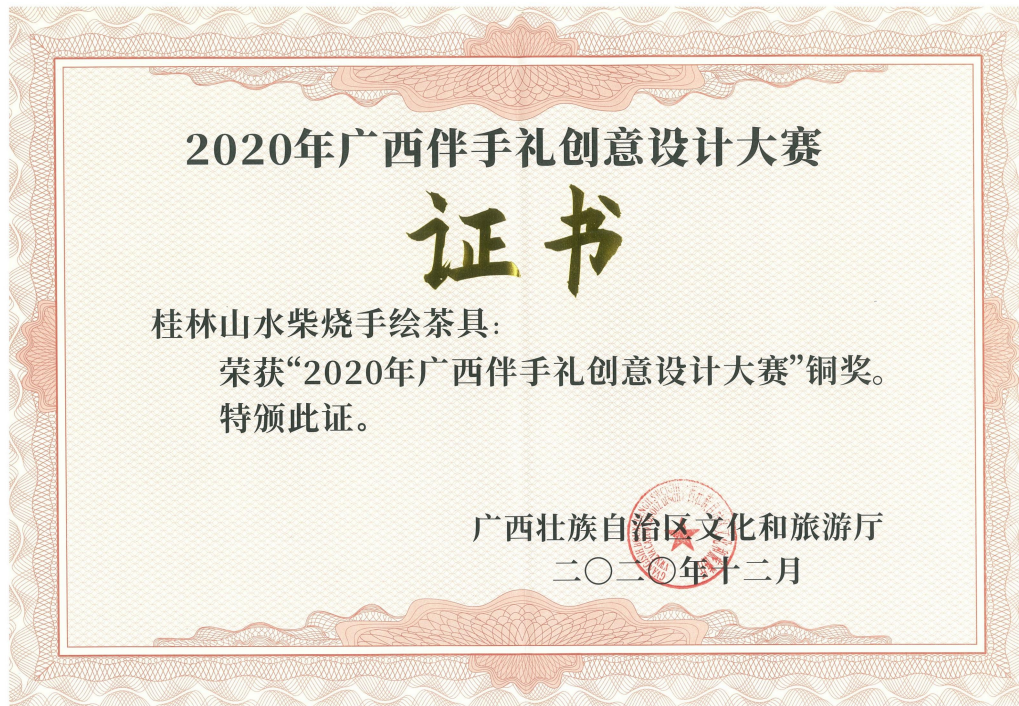 2020年广西伴手礼创意设计大赛
证书
桂林山水柴烧手绘茶具:
荣获“2020年广西伴手礼创意设计大赛”铜奖。
特颁此证。
广西壮族自治区文化和旅游厅
二〇二〇年十二月